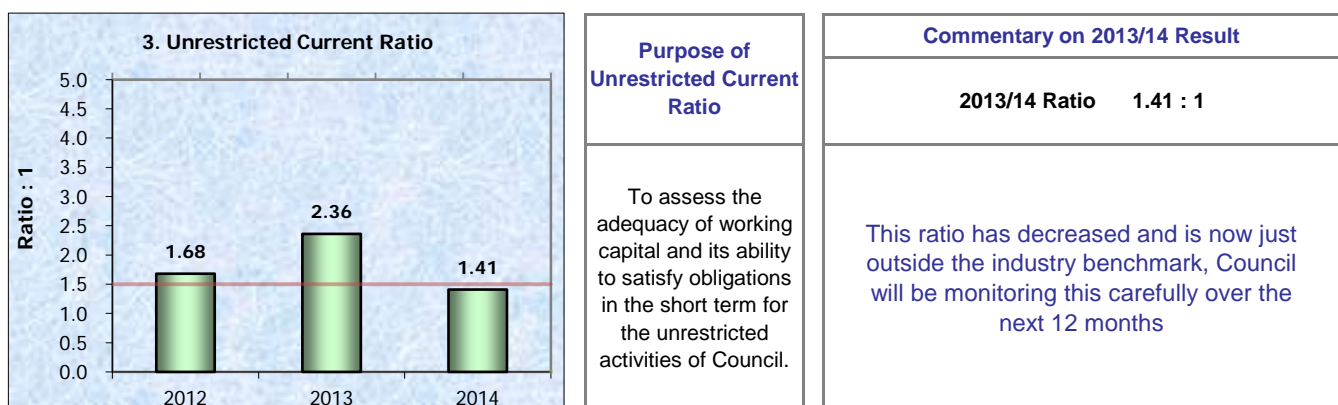 3. Unrestricted Current Ratio
5.0
4.5
4.0
3.5
3.0
2.5
2.0
1.5
1.0
0.5
0.0
Ratio : 1
1.68
2.36
1.41
2012
2013
2014
Purpose of
Unrestricted Current
Ratio
To assess the
adequacy of working
capital and its ability
to satisfy obligations
in the short term for
the unrestricted
activities of Council.
Commentary on 2013/14 Result
2013/14 Ratio 1.41 : 1
This ratio has decreased and is now just
outside the industry benchmark, Council
will be monitoring this carefully over the
next 12 months